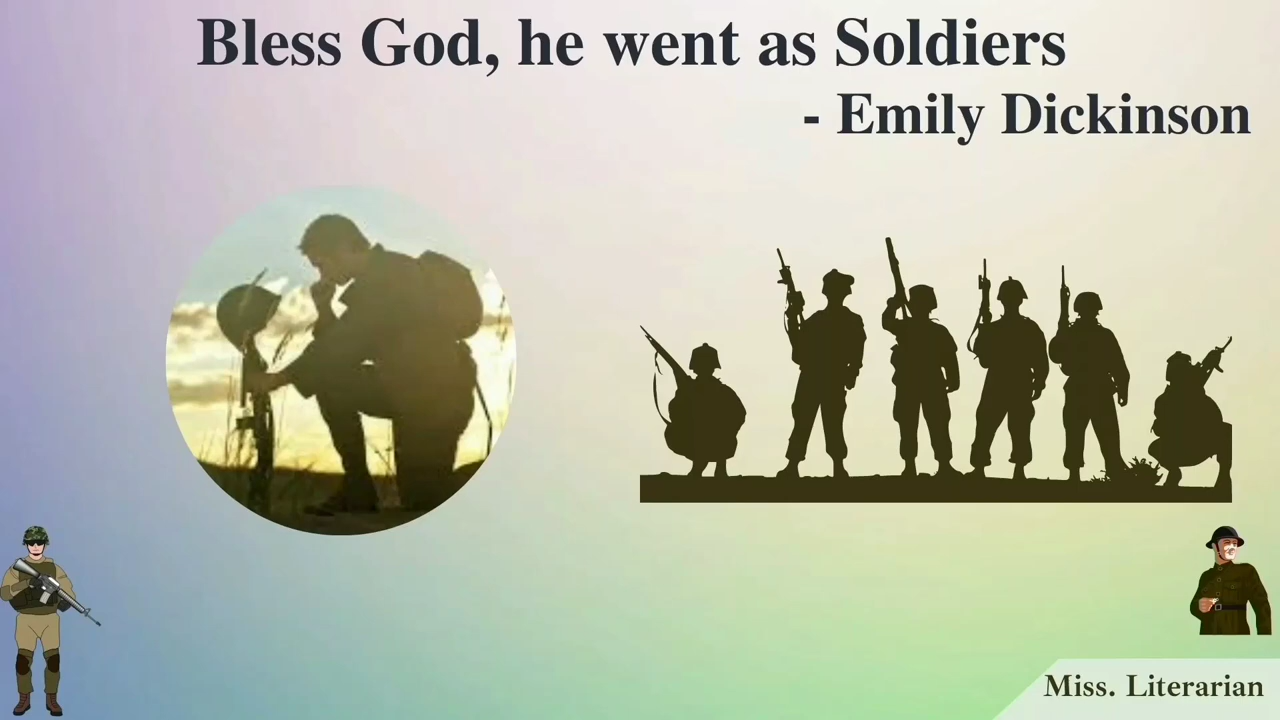 Bless God, he went as Soldiers
- Emily Dickinson
Miss. Literarian